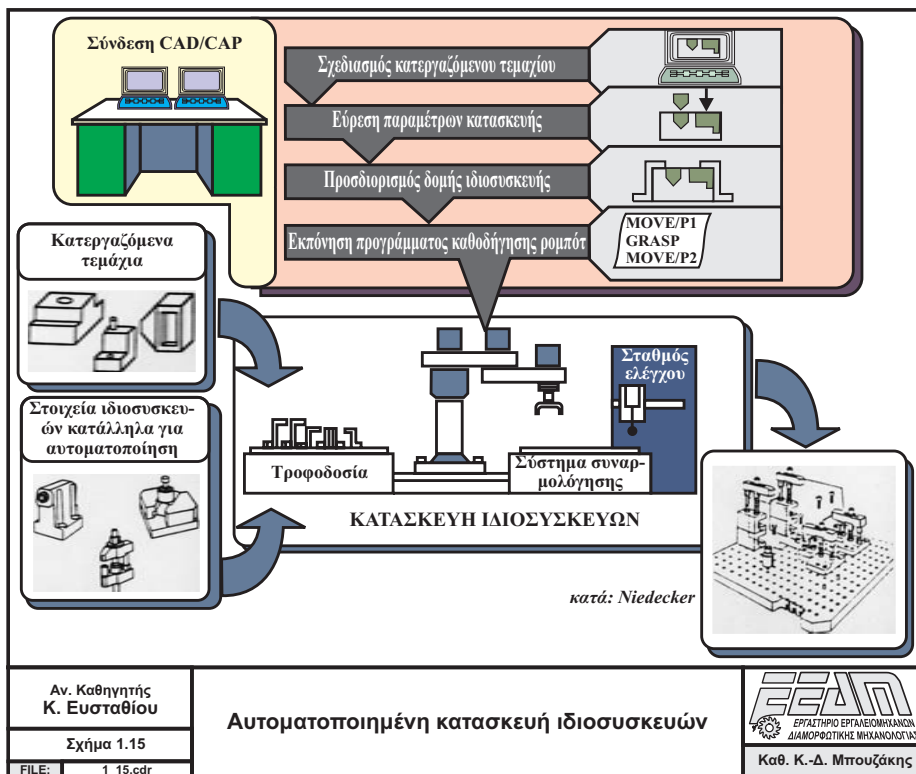 Σύνδεση CAD/CAP
Σχεδιασμός κατεργαζόμενου τεμαχίου
Εύρεση παραμέτρων κατασκευής
Προσδιορισμός δομής ιδιοσυσκευής
Εκπόνηση προγράμματος καθοδήγησης ρομπότ
MOVE/P1
GRASP
MOVE/P2
Κατεργαζόμενα
τεμάχια
Στοιχεία ιδιοσυσκευ-
ών κατάλληλα για
αυτοματοποίηση
Σταθμός
ελέγχου
Τροφοδοσία
Σύστημα συναρ-
μολόγησης
ΚΑΤΑΣΚΕΥΗ ΙΔΙΟΣΥΣΚΕΥΩΝ
κατά: Niedecker
Αν. Καθηγητής
Κ. Ευσταθίου
Σχήμα 1.15
FILE: 1_15.cdr
Αυτοματοποιημένη κατασκευή ιδιοσυσκευών
ΕΕΔΜ
ΕΡΓΑΣΤΗΡΙΟ ΕΡΓΑΛΕΙΟΜΗΧΑΝΩΝ
ΔΙΑΜΟΡΦΩΤΙΚΗΣ ΜΗΧΑΝΟΛΟΓΙΑΣ
Καθ. Κ.-Δ. Μπουζάκης